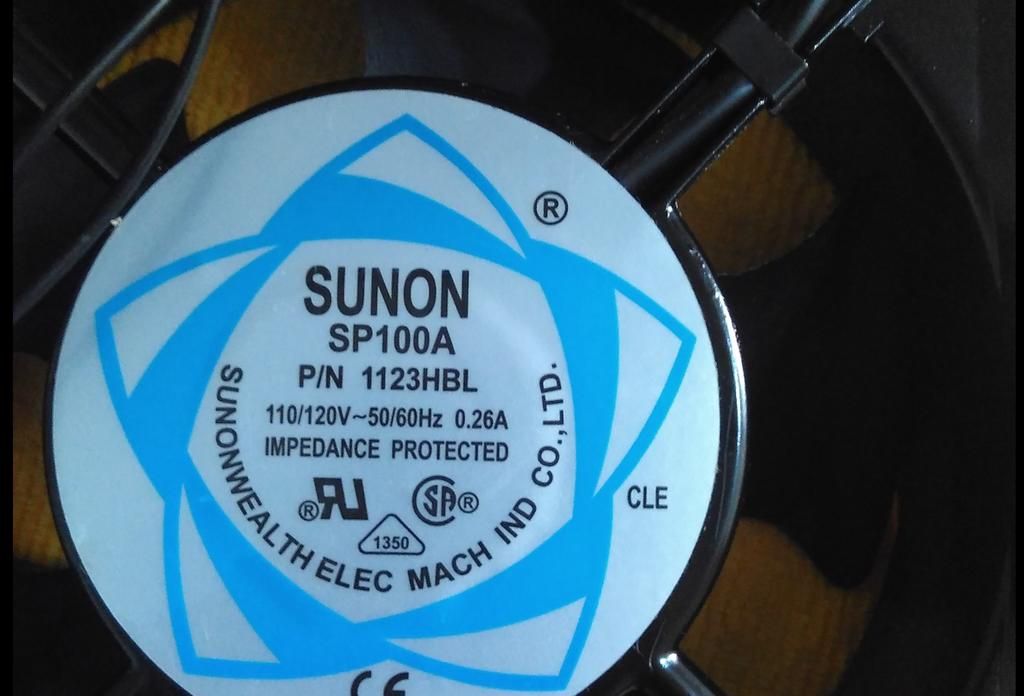 ®
SUNON
SP100A
P/N 1123HBL
110/120V~50/60Hz 0.26A
IMPEDANCE PROTECTED
®
SA®
1350
SUNONWEALTH ELEC MACH IND CO.,LTD.
CLE
CE